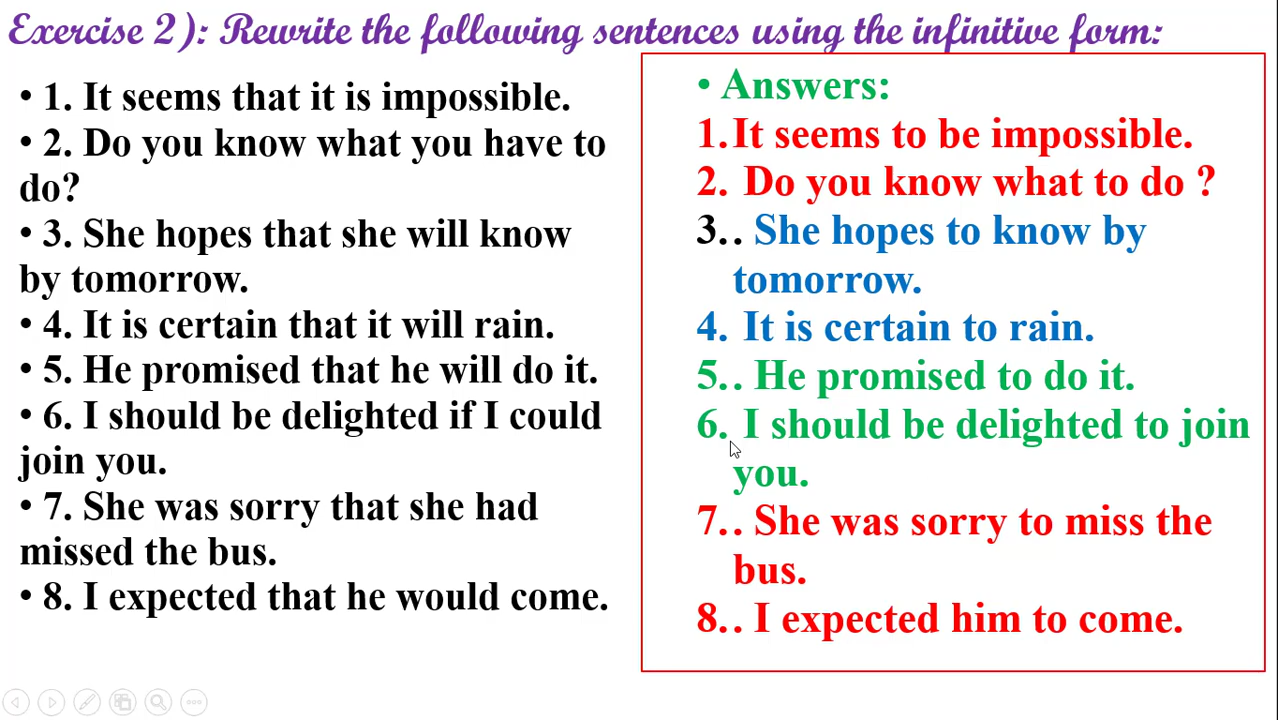 Exercise 2): Rewrite the following sentences using the infinitive form:
• 1. It seems that it is impossible.
• 2. Do you know what you have to
do?
• 3. She hopes that she will know
by tomorrow.
• 4. It is certain that it will rain.
• 5. He promised that he will do it.
• 6. I should be delighted if I could
join you.
• 7. She was sorry that she had
missed the bus.
• 8. I expected that he would come.
• Answers:
1.It seems to be impossible.
2. Do you know what to do ?
3.. She hopes to know by
tomorrow.
4. It is certain to rain.
5.. He promised to do it.
6. I should be delighted to join
you.
7.. She was sorry to miss the
bus.
8.. I expected him to come.